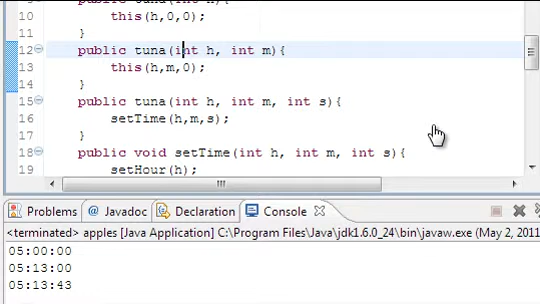 public tuna(int h){
10 this(h,0,0);
11 }
12 public tuna(int h, int m){
13 this(h,m,0);
14 }
15 public tuna(int h, int m, int s){
16 setTime(h,m,s);
17 }
18 public void setTime(int h, int m, int s){
19 setHour(h);
Problems @ Javadoc Declaration Console
<terminated> apples [Java Application] C:\Program Files\Java\jdk1.6.0_24\bin\javaw.exe (May 2, 2011
05:00:00
05:13:00
05:13:43